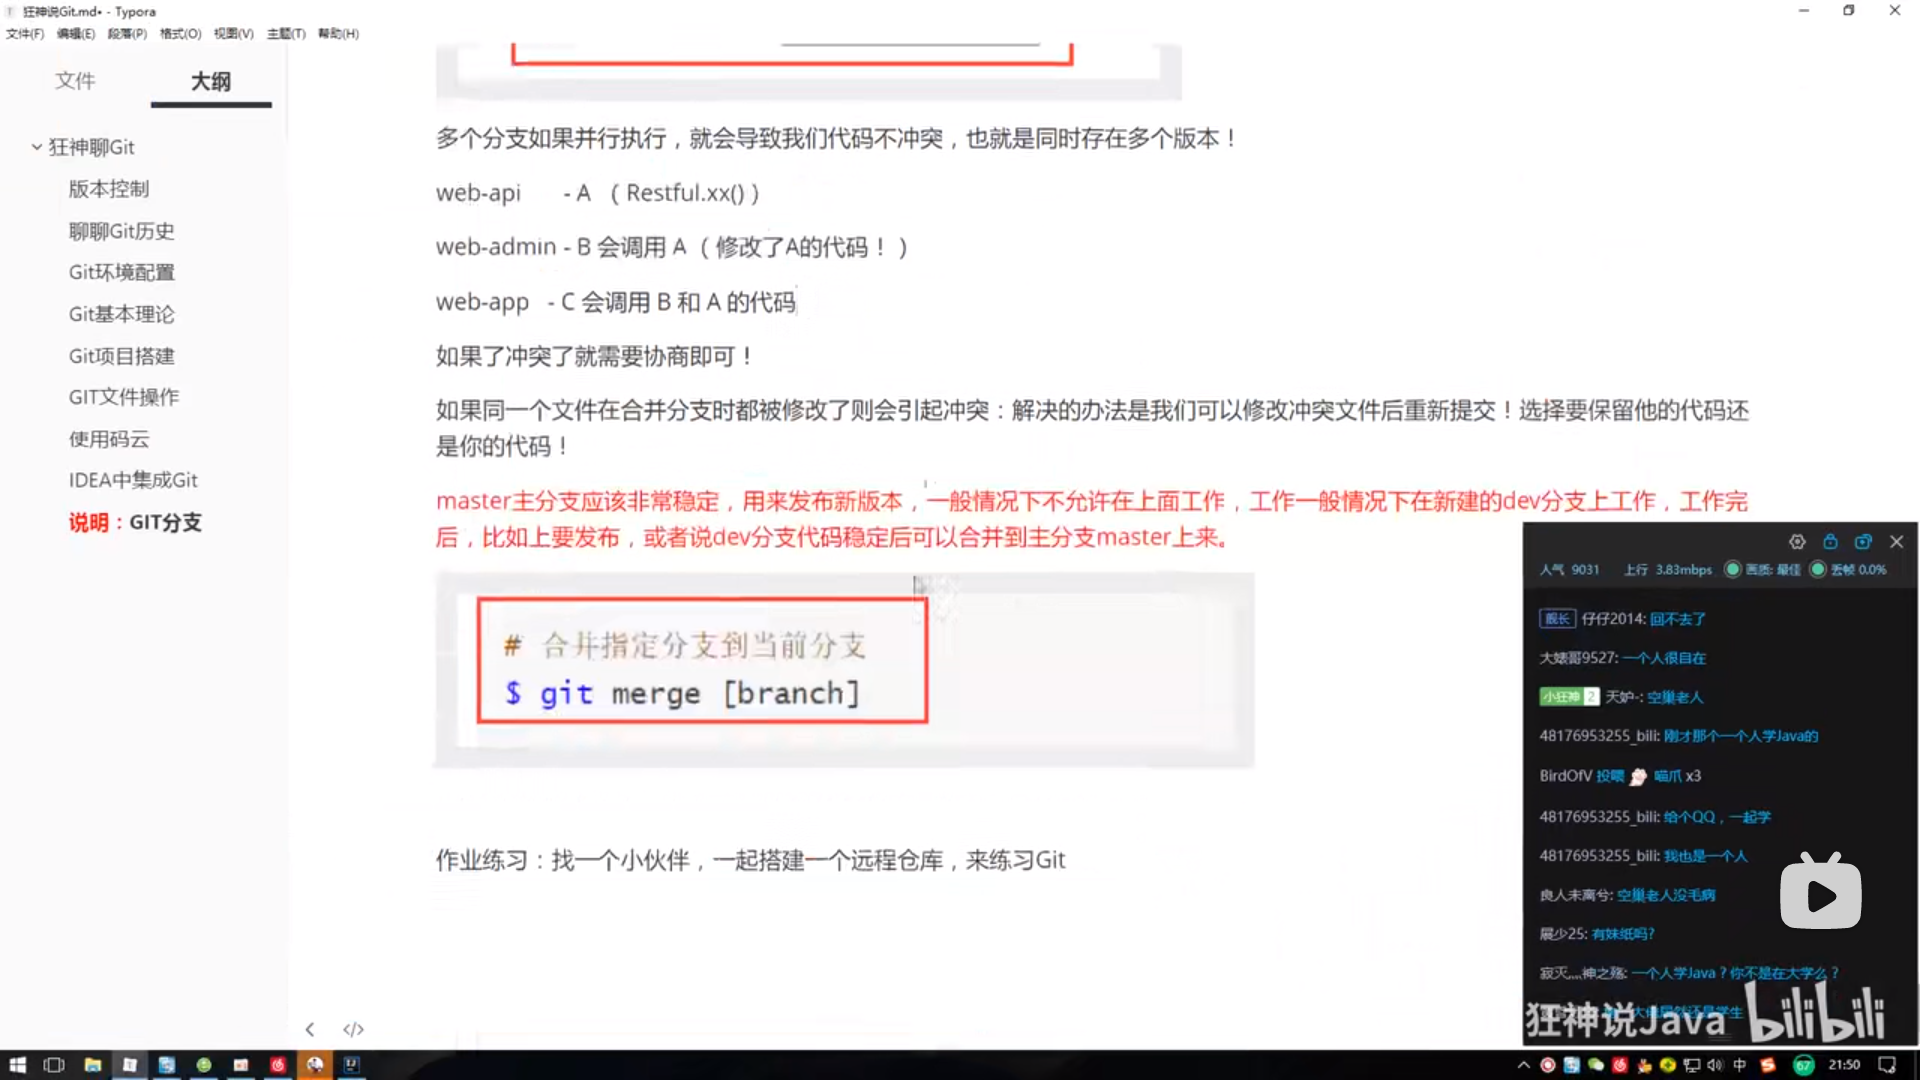 狂神说Git.md• - Typora
文件(F) 编辑(E) 段落(P) 格式(O) 视图(V) 主题(T) 帮助(H)
文件 大纲
狂神聊Git
版本控制
聊聊Git历史
Git环境配置
Git基本理论
Git项目搭建
GIT文件操作
使用码云
IDEA中集成Git
说明：GIT分支
多个分支如果并行执行，就会导致我们代码不冲突，也就是同时存在多个版本！
web-api - A （ Restful.xx() ）
web-admin - B 会调用 A （ 修改了A的代码！ ）
web-app - C 会调用 B 和 A 的代码
如果了冲突了就需要协商即可！
如果同一个文件在合并分支时都被修改了则会引起冲突：解决的办法是我们可以修改冲突文件后重新提交！选择要保留他的代码还
是你的代码！
master主分支应该非常稳定，用来发布新版本，一般情况下不允许在上面工作，工作一般情况下在新建的dev分支上工作，工作完
后，比如上要发布，或者说dev分支代码稳定后可以合并到主分支master上来。
# 合并指定分支到当前分支
$ git merge [branch]
作业练习：找一个小伙伴，一起搭建一个远程仓库，来练习Git
人气 9031 上行 3.83mbps 画质: 最佳 丢帧 0.0%
舰长 仔仔2014: 回不去了
大婊哥9527: 一个人很自在
小狂神 2 天妒-: 空巢老人
48176953255_bili: 刚才那个一个人学Java的
BirdOfV 投喂 喵爪 x3
48176953255_bili: 给个QQ，一起学
48176953255_bili: 我也是一个人
良人未离兮: 空巢老人没毛病
展少25: 有妹纸吗?
寂灭灬神之殇: 一个人学Java？你不是在大学么？
狂神说Java bilibili
中 67 21:50